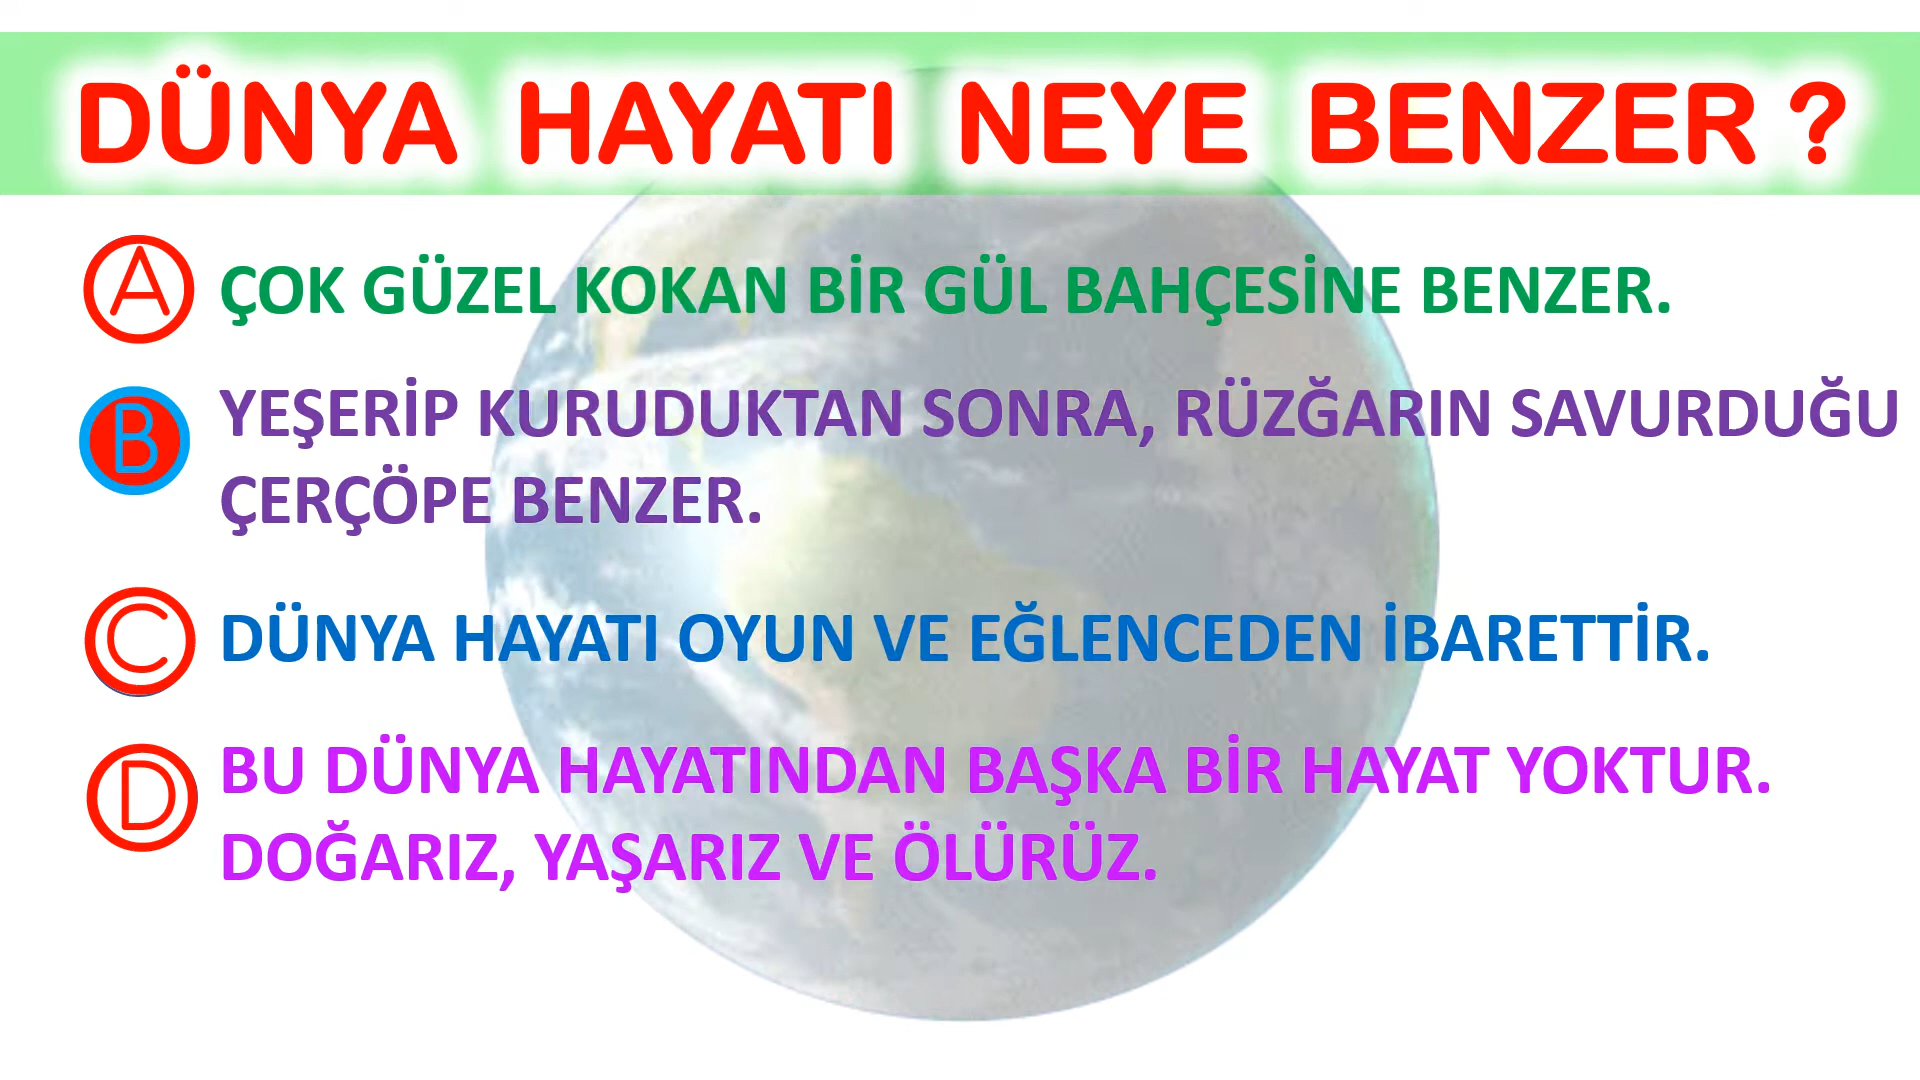 DÜNYA HAYATI NEYE BENZER ?
A ÇOK GÜZEL KOKAN BİR GÜL BAHÇESİNE BENZER.
B YEŞERİP KURUDUKTAN SONRA, RÜZĞARIN SAVURDUĞU
ÇERÇÖPE BENZER.
C DÜNYA HAYATI OYUN VE EĞLENCEDEN İBARETTİR.
D BU DÜNYA HAYATINDAN BAŞKA BİR HAYAT YOKTUR.
DOĞARIZ, YAŞARIZ VE ÖLÜRÜZ.